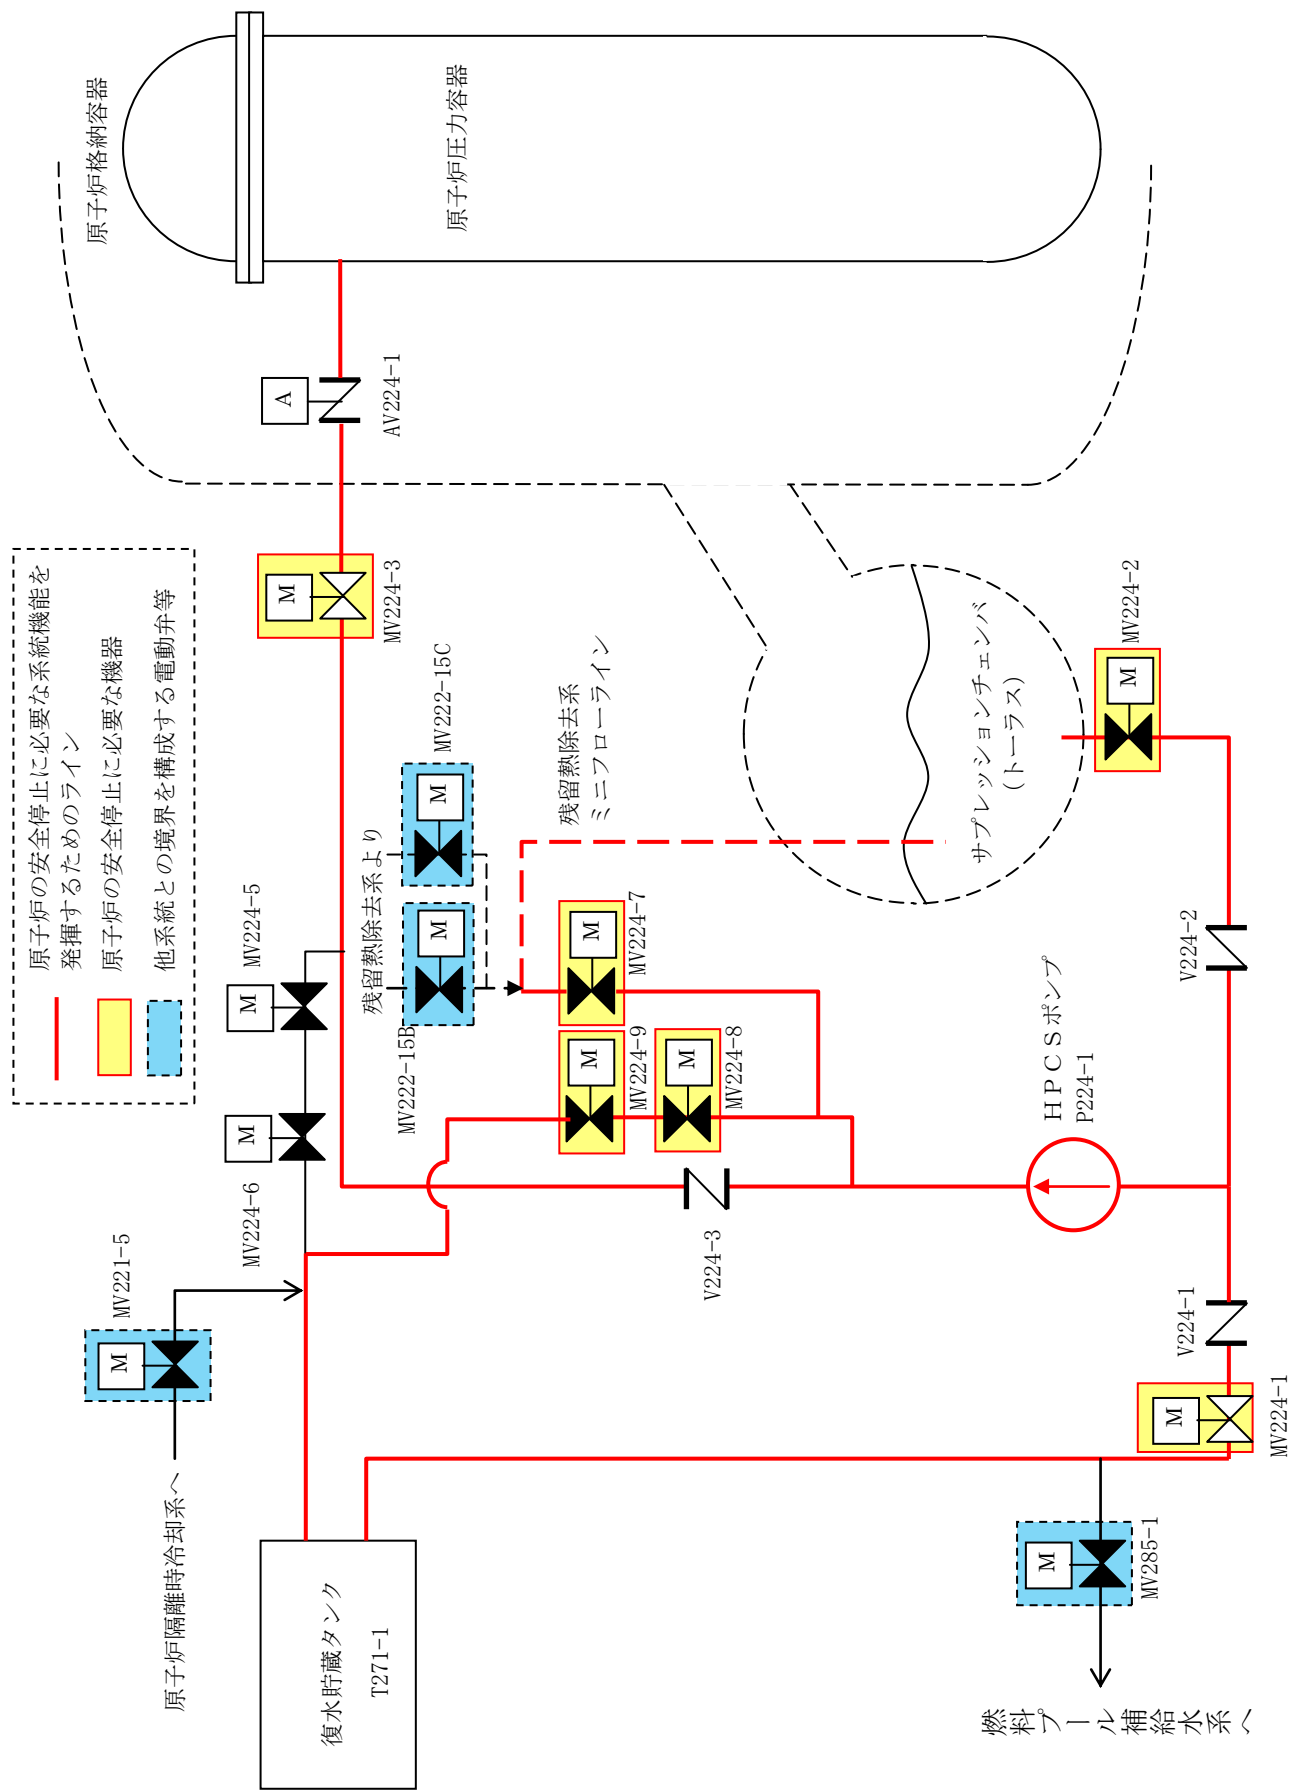 原子炉格納容器
原子炉圧力容器
A
AV224-1
原子炉の安全停止に必要な系統機能を
発揮するためのライン
原子炉の安全停止に必要な機器
他系統との境界を構成する電動弁等
M
MV224-3
M
MV224-5
M
MV224-6
残留熱除去系より
M
MV222-15C
M
MV222-15B
残留熱除去系
ミニフローライン
M
MV224-7
M
MV224-9
M
MV224-8
サプレッションチェンバ
(トーラス)
M
MV224-2
V224-2
HPCSポンプ
P224-1
V224-3
V224-1
M
MV224-1
M
MV221-5
原子炉隔離時冷却系へ
復水貯蔵タンク
T271-1
M
MV285-1
燃料プール補給水系へ